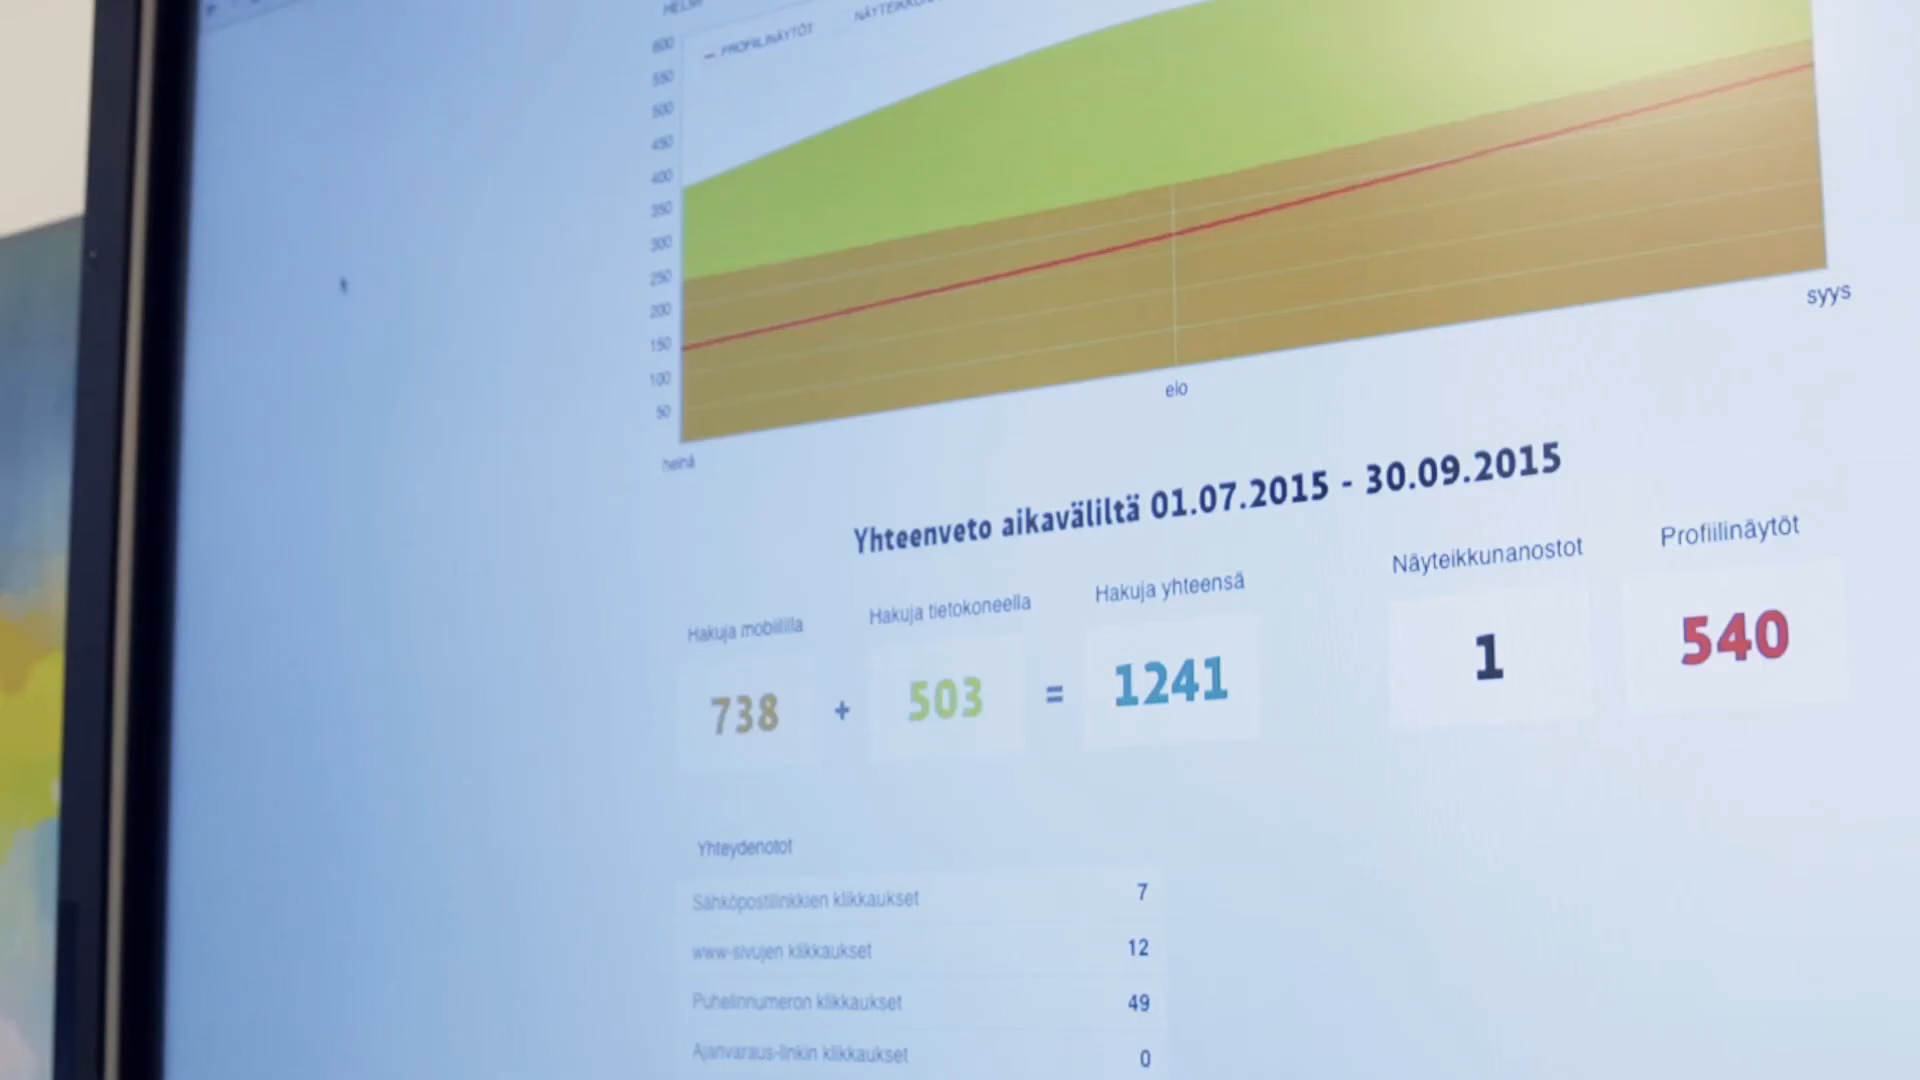 PROFIILINÄYTÖT
600
550
500
450
400
350
300
250
200
150
100
50
heinä
elo
syys
Yhteenveto aikaväliltä 01.07.2015 - 30.09.2015
Hakuja mobiililla
Hakuja tietokoneella
Hakuja yhteensä
Näyteikkunanostot
Profiilinäytöt
738 + 503 = 1241 1 540
Yhteydenotot
Sähköpostilinkkien klikkaukset 7
www-sivujen klikkaukset 12
Puhelinnumeron klikkaukset 49
Ajanvaraus-linkin klikkaukset 0